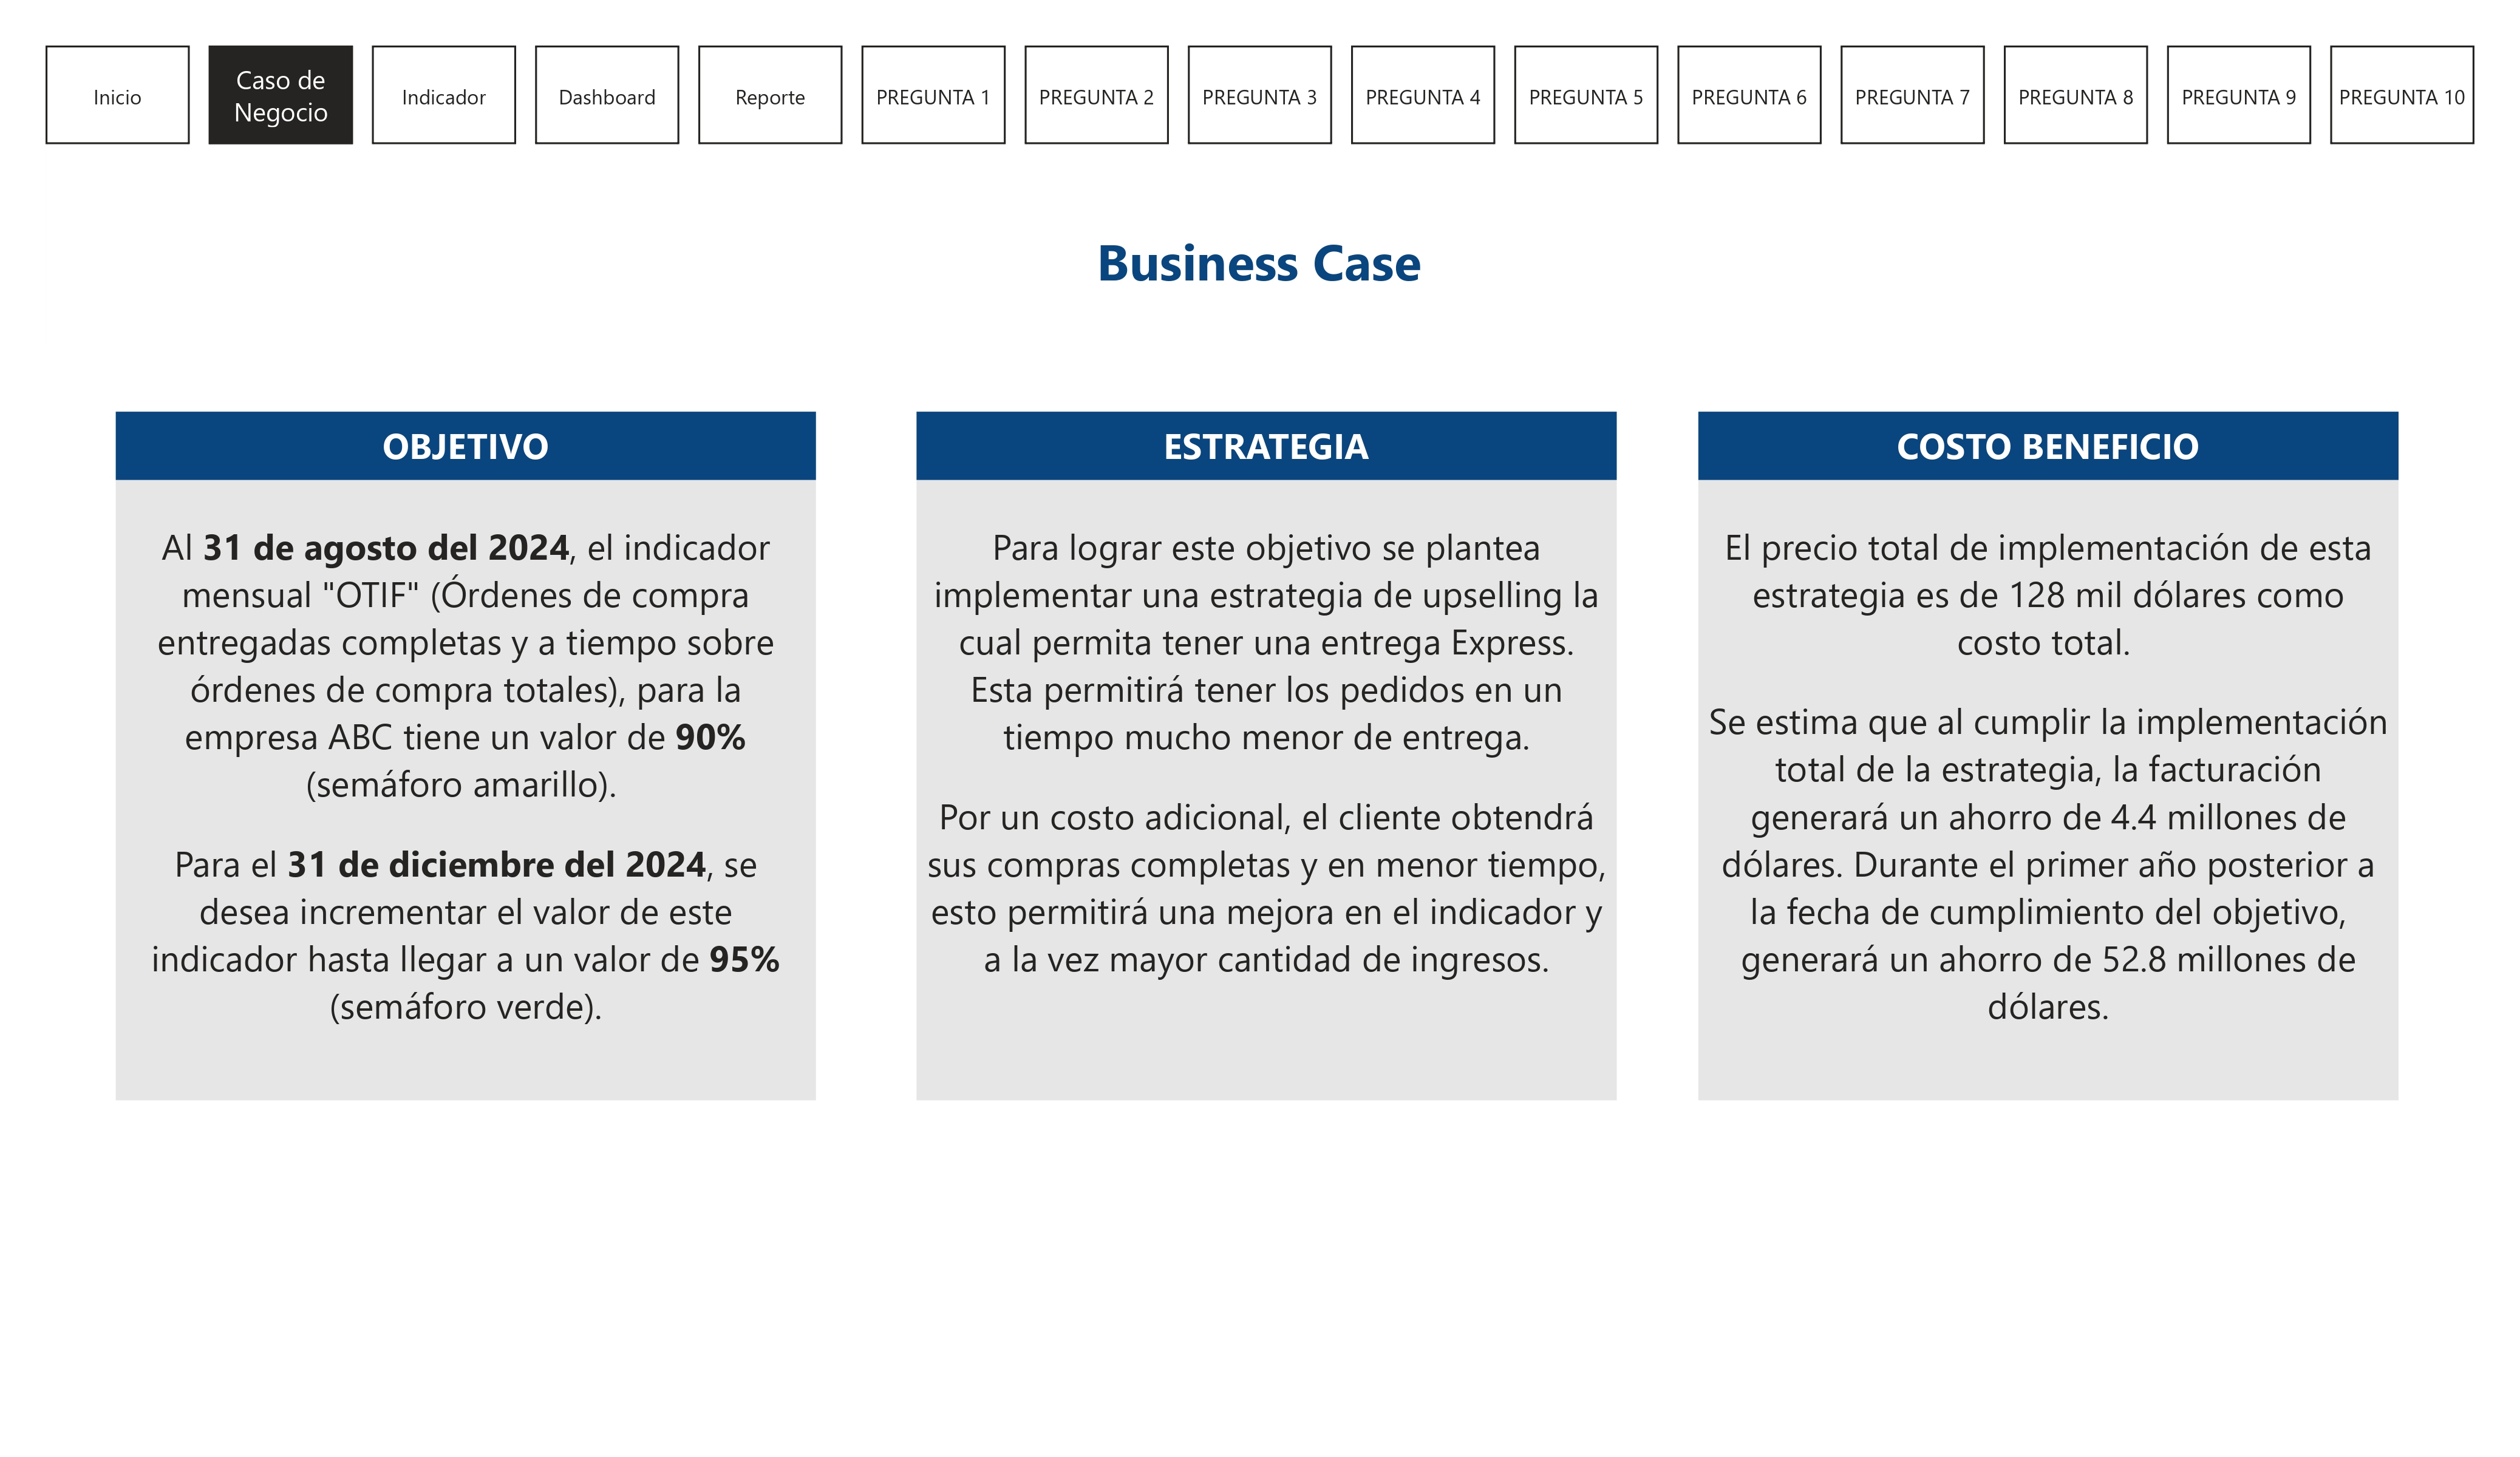 Inicio
Caso de
Negocio
Indicador
Dashboard
Reporte
PREGUNTA 1
PREGUNTA 2
PREGUNTA 3
PREGUNTA 4
PREGUNTA 5
PREGUNTA 6
PREGUNTA 7
PREGUNTA 8
PREGUNTA 9
PREGUNTA 10
Business Case
OBJETIVO
Al 31 de agosto del 2024, el indicador
mensual "OTIF" (Órdenes de compra
entregadas completas y a tiempo sobre
órdenes de compra totales), para la
empresa ABC tiene un valor de 90%
(semáforo amarillo).
Para el 31 de diciembre del 2024, se
desea incrementar el valor de este
indicador hasta llegar a un valor de 95%
(semáforo verde).
ESTRATEGIA
Para lograr este objetivo se plantea
implementar una estrategia de upselling la
cual permita tener una entrega Express.
Esta permitirá tener los pedidos en un
tiempo mucho menor de entrega.
Por un costo adicional, el cliente obtendrá
sus compras completas y en menor tiempo,
esto permitirá una mejora en el indicador y
a la vez mayor cantidad de ingresos.
COSTO BENEFICIO
El precio total de implementación de esta
estrategia es de 128 mil dólares como
costo total.
Se estima que al cumplir la implementación
total de la estrategia, la facturación
generará un ahorro de 4.4 millones de
dólares. Durante el primer año posterior a
la fecha de cumplimiento del objetivo,
generará un ahorro de 52.8 millones de
dólares.